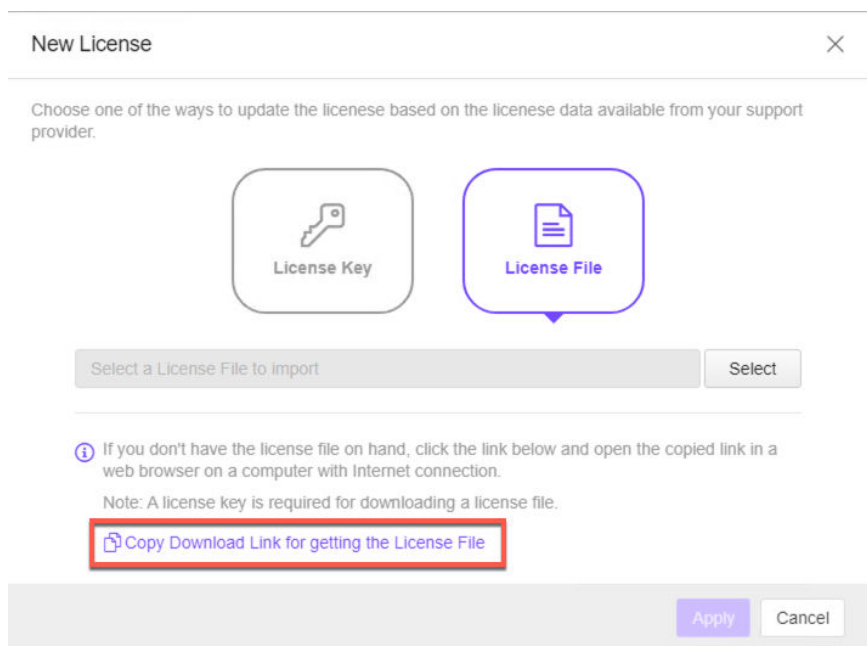 New License
Choose one of the ways to update the licenese based on the licenese data available from your support
provider.
License Key
License File
Select a License File to import
Select
If you don't have the license file on hand, click the link below and open the copied link in a
web browser on a computer with Internet connection.
Note: A license key is required for downloading a license file.
Copy Download Link for getting the License File
Apply
Cancel